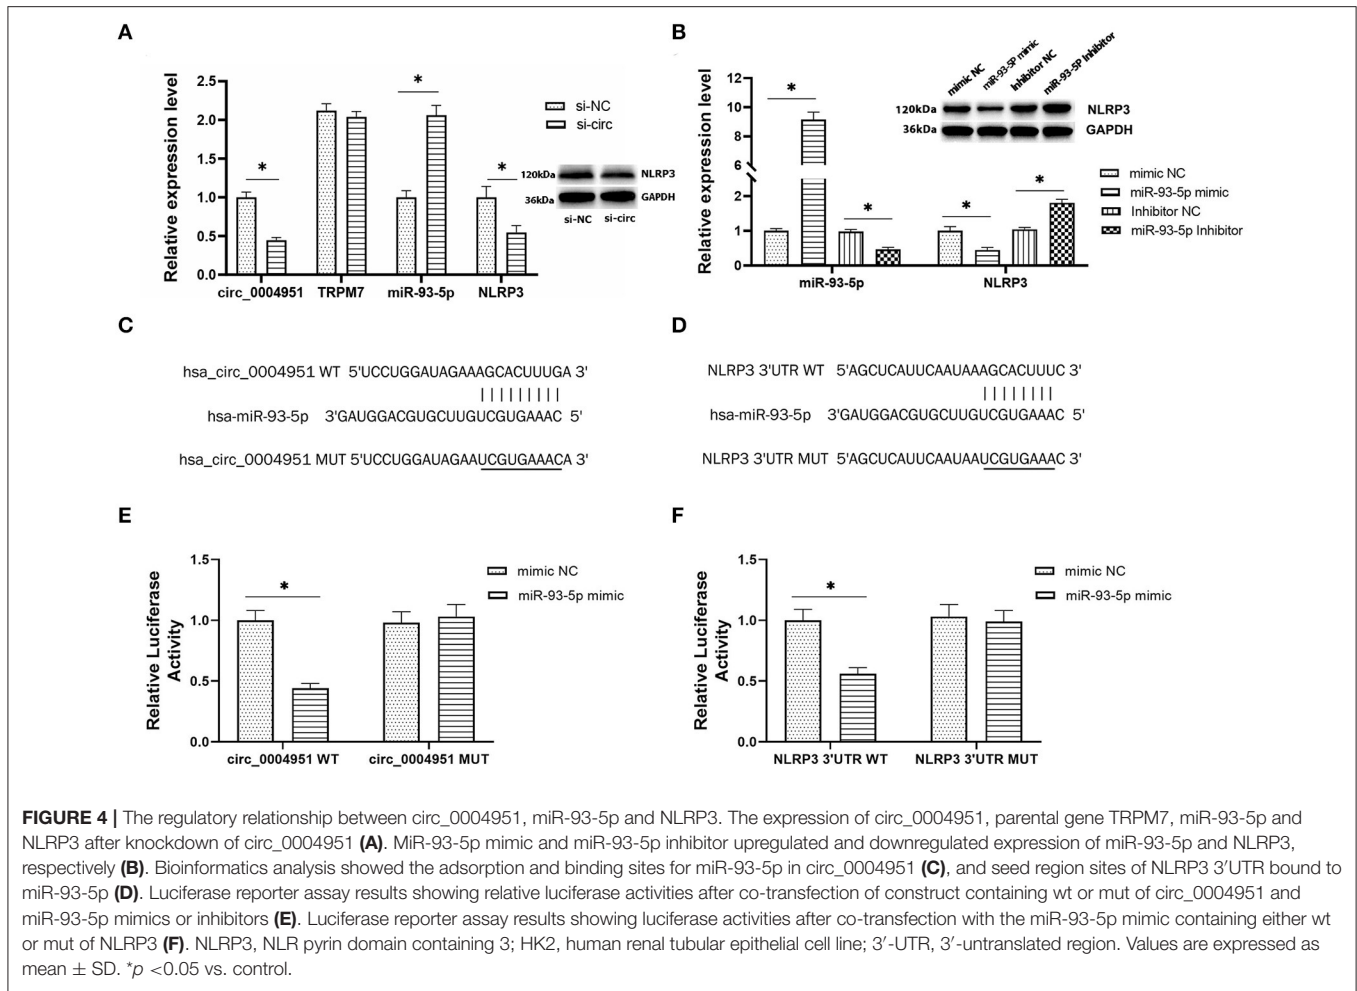 A
Relative expression level
2.5
2.0
1.5
1.0
0.5
0.0
* * *
circ_0004951 TRPM7 miR-93-5p NLRP3
si-NC
si-circ
120kDa NLRP3
36kDa GAPDH
si-NC si-circ
B
Relative expression level
12
10
8
6
4
2
1
0
* * * *
miR-93-5p NLRP3
mimic NC miR-93-5P mimic Inhibitor NC miR-93-5P Inhibitor
120kDa NLRP3
36kDa GAPDH
mimic NC
miR-93-5p mimic
Inhibitor NC
miR-93-5p Inhibitor
C
hsa_circ_0004951 WT 5'UCCUGGAUAGAAAGCACUUUGA 3'
hsa-miR-93-5p 3'GAUGGACGUGCUUGUCGUGAAAC 5'
hsa_circ_0004951 MUT 5'UCCUGGAUAGAAUCGUGAAACA 3'
D
NLRP3 3'UTR WT 5'AGCUCAUUCAAUAAAGCACUUUC 3'
hsa-miR-93-5p 3'GAUGGACGUGCUUGUCGUGAAAC 5'
NLRP3 3'UTR MUT 5'AGCUCAUUCAAUAAUCGUGAAAC 3'
E
Relative Luciferase
Activity
1.5
1.0
0.5
0.0
*
circ_0004951 WT circ_0004951 MUT
mimic NC
miR-93-5p mimic
F
Relative Luciferase
Activity
1.5
1.0
0.5
0.0
*
NLRP3 3'UTR WT NLRP3 3'UTR MUT
mimic NC
miR-93-5p mimic
FIGURE 4 | The regulatory relationship between circ_0004951, miR-93-5p and NLRP3. The expression of circ_0004951, parental gene TRPM7, miR-93-5p and
NLRP3 after knockdown of circ_0004951 (A). MiR-93-5p mimic and miR-93-5p inhibitor upregulated and downregulated expression of miR-93-5p and NLRP3,
respectively (B). Bioinformatics analysis showed the adsorption and binding sites for miR-93-5p in circ_0004951 (C), and seed region sites of NLRP3 3′UTR bound to
miR-93-5p (D). Luciferase reporter assay results showing relative luciferase activities after co-transfection of construct containing wt or mut of circ_0004951 and
miR-93-5p mimics or inhibitors (E). Luciferase reporter assay results showing luciferase activities after co-transfection with the miR-93-5p mimic containing either wt
or mut of NLRP3 (F). NLRP3, NLR pyrin domain containing 3; HK2, human renal tubular epithelial cell line; 3′-UTR, 3′-untranslated region. Values are expressed as
mean ± SD. *p <0.05 vs. control.